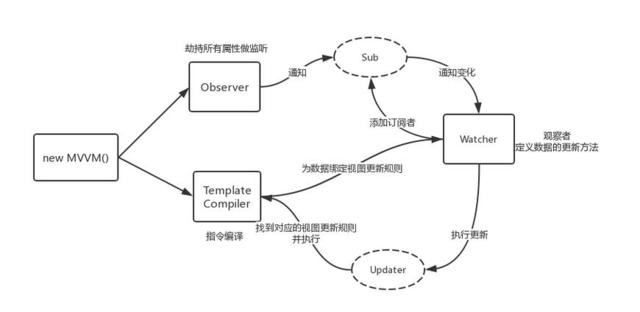 劫持所有属性做监听
Observer
通知
Sub
通知变化
添加订阅者
Watcher
观察者
定义数据的更新方法
new MVVM()
为数据绑定视图更新规则
Template
Compiler
指令编译
找到对应的视图更新规则
并执行
执行更新
Updater